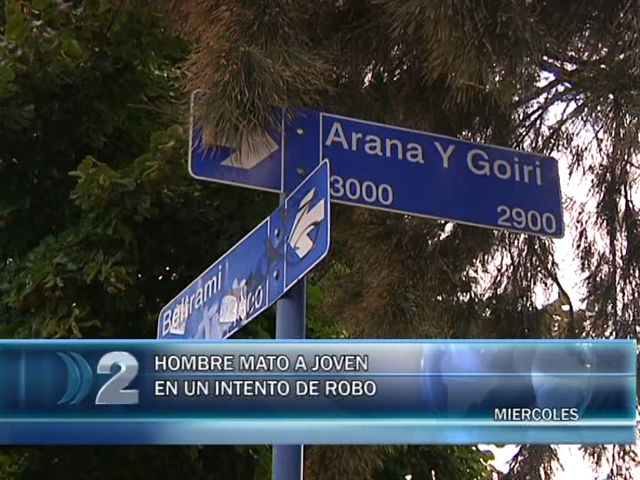 Arana Y Goiri
3000
2900
Beltrami
2
HOMBRE MATO A JOVEN
EN UN INTENTO DE ROBO
MIERCOLES